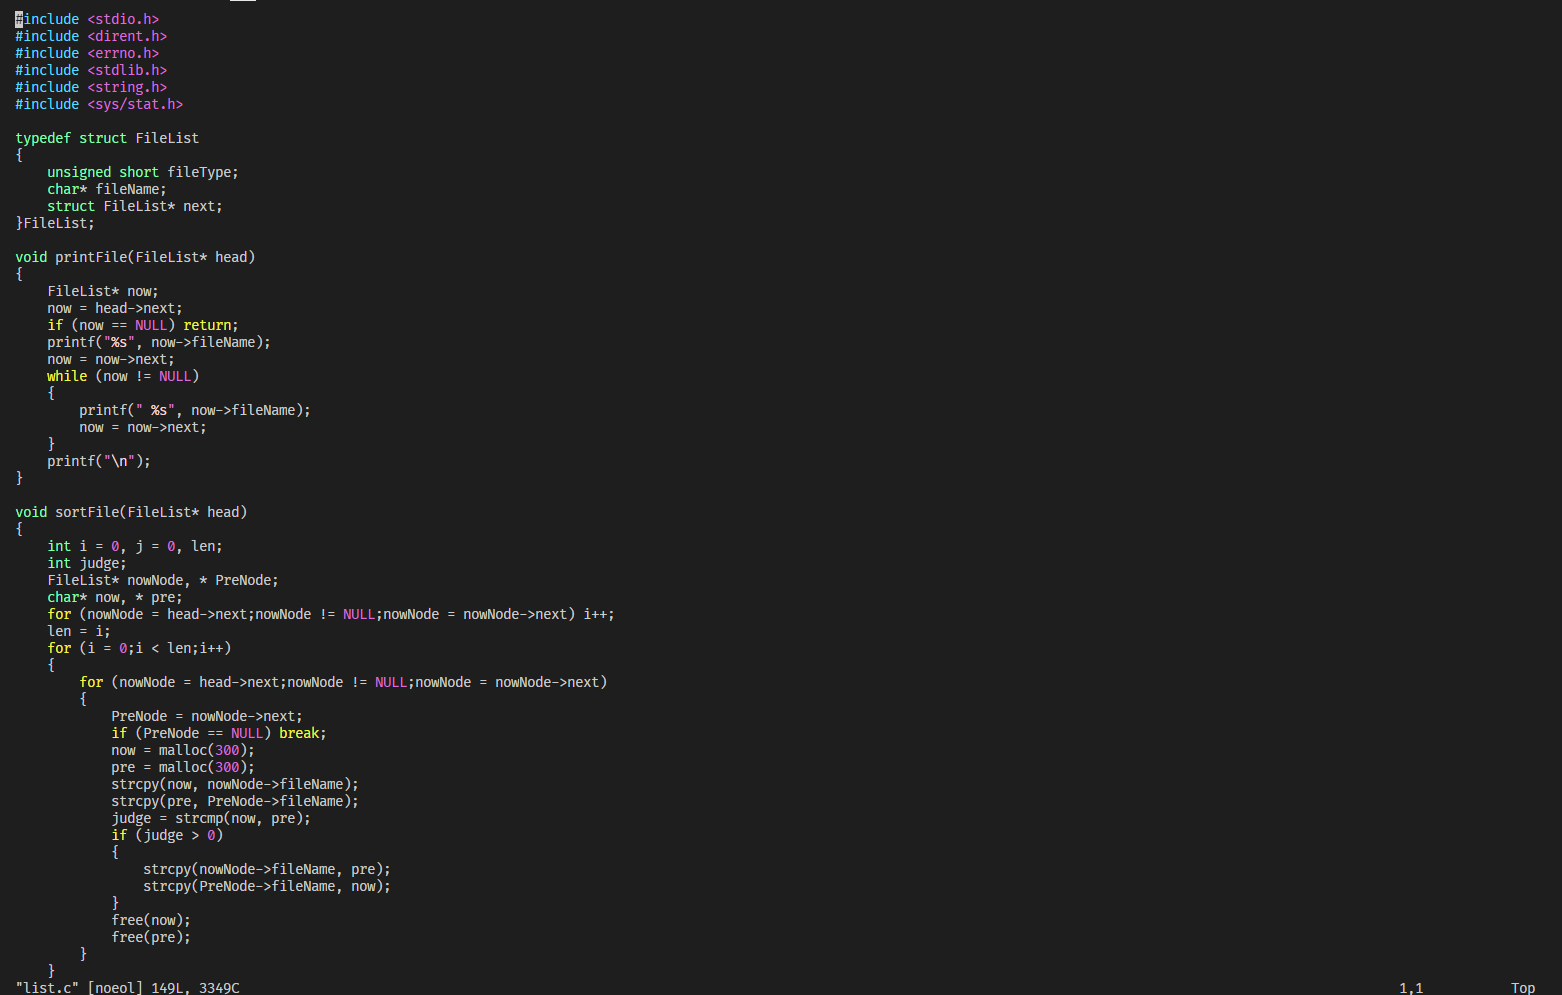 #include <stdio.h>
#include <dirent.h>
#include <errno.h>
#include <stdlib.h>
#include <string.h>
#include <sys/stat.h>

typedef struct FileList
{
    unsigned short fileType;
    char* fileName;
    struct FileList* next;
}FileList;

void printFile(FileList* head)
{
    FileList* now;
    now = head->next;
    if (now == NULL) return;
    printf("%s", now->fileName);
    now = now->next;
    while (now != NULL)
    {
        printf(" %s", now->fileName);
        now = now->next;
    }
    printf("\n");
}

void sortFile(FileList* head)
{
    int i = 0, j = 0, len;
    int judge;
    FileList* nowNode, * PreNode;
    char* now, * pre;
    for (nowNode = head->next;nowNode != NULL;nowNode = nowNode->next) i++;
    len = i;
    for (i = 0;i < len;i++)
    {
        for (nowNode = head->next;nowNode != NULL;nowNode = nowNode->next)
        {
            PreNode = nowNode->next;
            if (PreNode == NULL) break;
            now = malloc(300);
            pre = malloc(300);
            strcpy(now, nowNode->fileName);
            strcpy(pre, PreNode->fileName);
            judge = strcmp(now, pre);
            if (judge > 0)
            {
                strcpy(nowNode->fileName, pre);
                strcpy(PreNode->fileName, now);
            }
            free(now);
            free(pre);
        }
    }
"list.c" [noeol] 149L, 3349C 1,1 Top